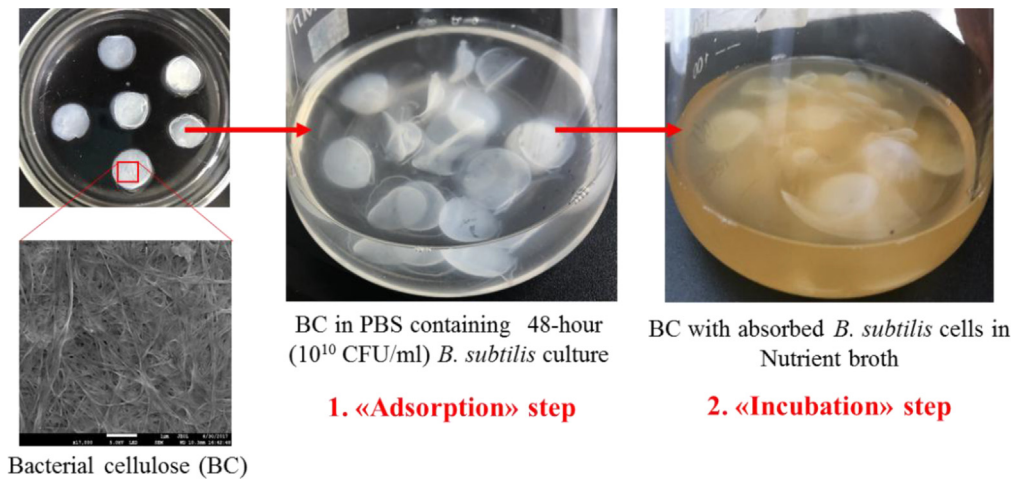 BC in PBS containing 48-hour
(10¹⁰ CFU/ml) B. subtilis culture
1. «Adsorption» step
BC with absorbed B. subtilis cells in
Nutrient broth
2. «Incubation» step
Bacterial cellulose (BC)